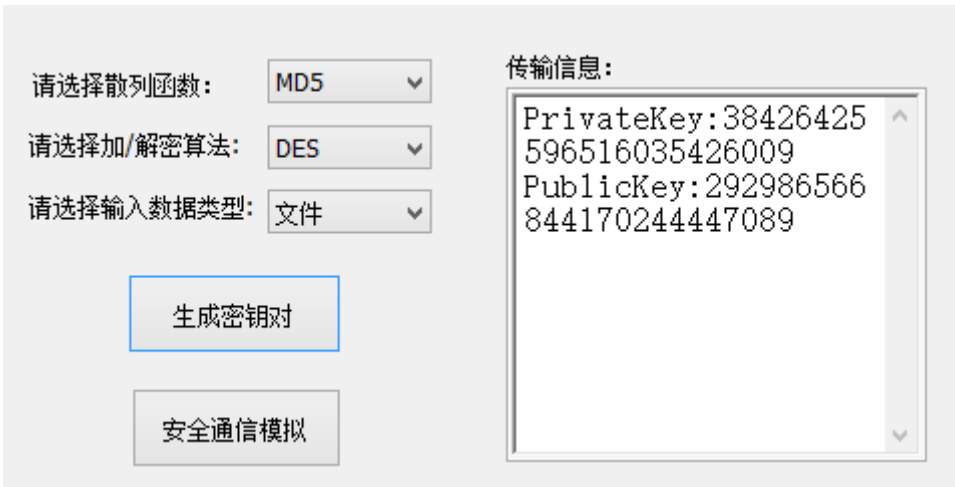 请选择散列函数: MD5
请选择加/解密算法: DES
请选择输入数据类型: 文件
生成密钥对
安全通信模拟
传输信息:
PrivateKey:38426425
596516035426009
PublicKey:292986566
844170244447089